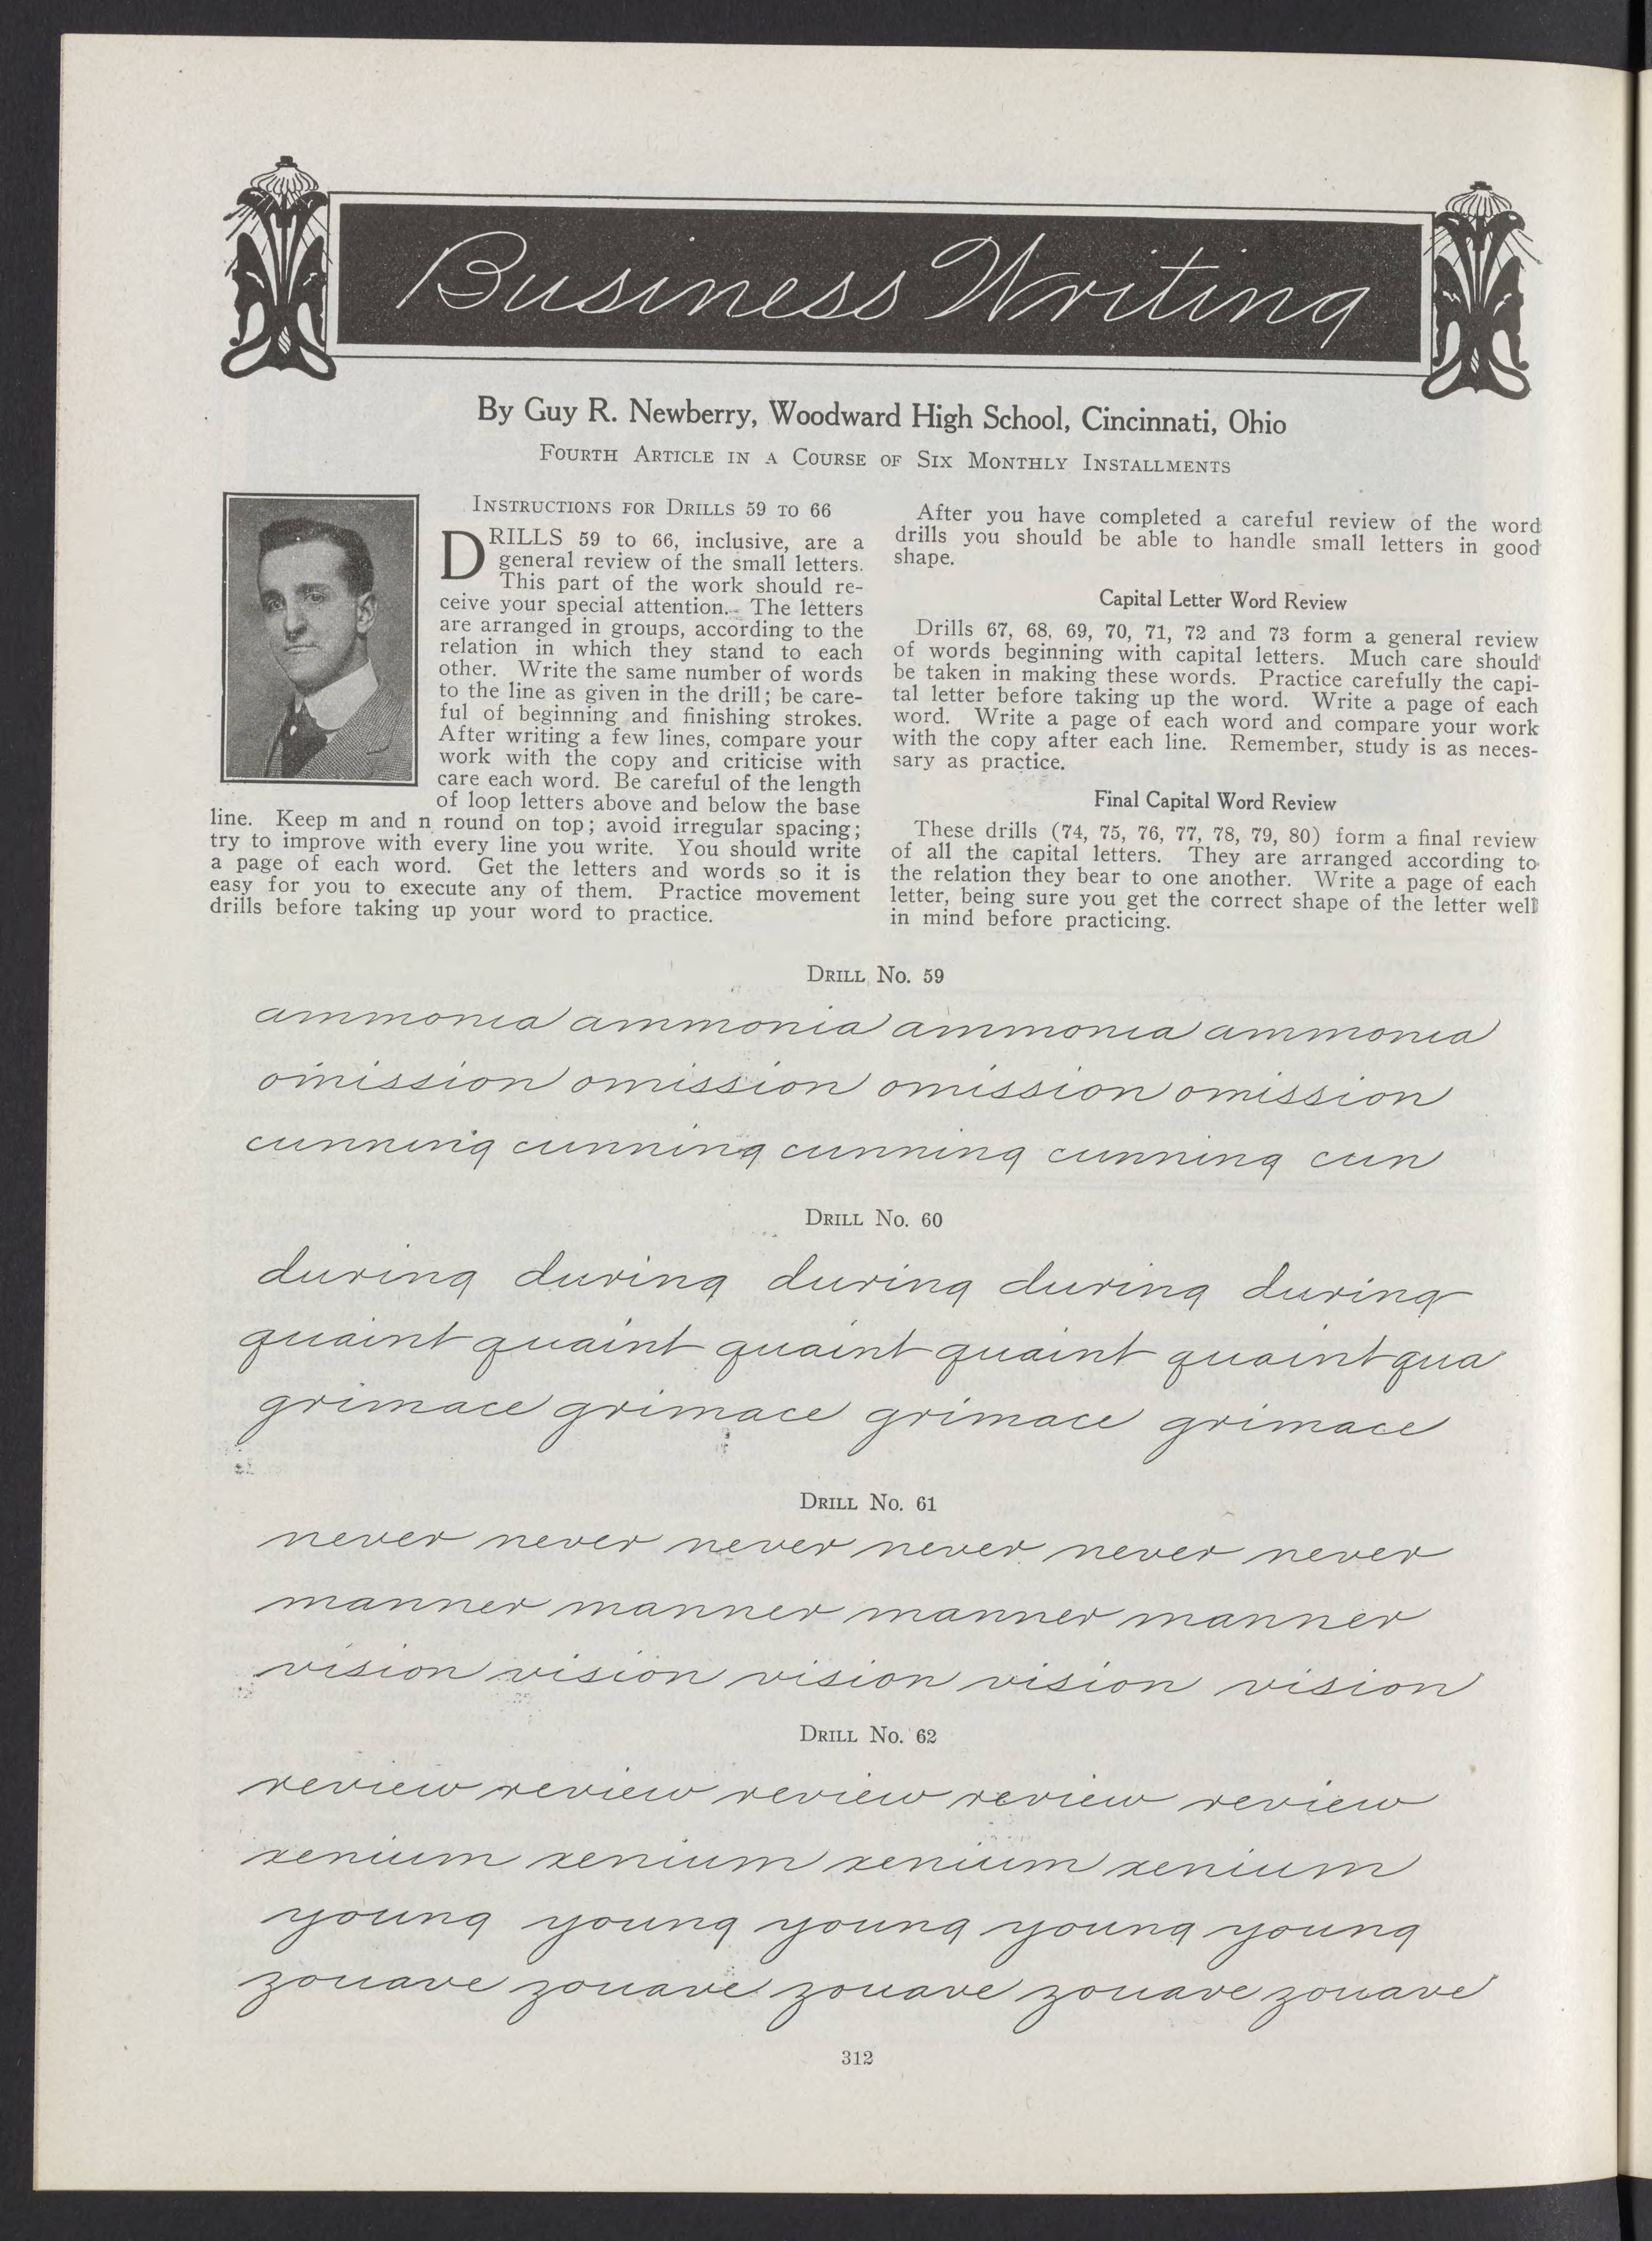 Business Writing
By Guy R. Newberry, Woodward High School, Cincinnati, Ohio
FOURTH ARTICLE IN A COURSE OF SIX MONTHLY INSTALLMENTS
INSTRUCTIONS FOR DRILLS 59 TO 66
DRILLS 59 to 66, inclusive, are a
general review of the small letters.
This part of the work should re-
ceive your special attention. The letters
are arranged in groups, according to the
relation in which they stand to each
other. Write the same number of words
to the line as given in the drill; be care-
ful of beginning and finishing strokes.
After writing a few lines, compare your
work with the copy and criticise with
care each word. Be careful of the length
of loop letters above and below the base
line. Keep m and n round on top; avoid irregular spacing;
try to improve with every line you write. You should write
a page of each word. Get the letters and words so it is
easy for you to execute any of them. Practice movement
drills before taking up your word to practice.
After you have completed a careful review of the word
drills you should be able to handle small letters in good
shape.
Capital Letter Word Review
Drills 67, 68, 69, 70, 71, 72 and 73 form a general review
of words beginning with capital letters. Much care should
be taken in making these words. Practice carefully the capi-
tal letter before taking up the word. Write a page of each
word. Write a page of each word and compare your work
with the copy after each line. Remember, study is as neces-
sary as practice.
Final Capital Word Review
These drills (74, 75, 76, 77, 78, 79, 80) form a final review
of all the capital letters. They are arranged according to
the relation they bear to one another. Write a page of each
letter, being sure you get the correct shape of the letter well
in mind before practicing.
DRILL No. 59
ammonia ammonia ammonia ammonia
omission omission omission omission
cunning cunning cunning cunning cun
DRILL No. 60
during during during during during
quaint quaint quaint quaint quaint qua
grimace grimace grimace grimace
DRILL No. 61
never never never never never never
manner manner manner manner
vision vision vision vision vision
DRILL No. 62
review review review review review
xenium xenium xenium xenium
young young young young young
zouave zouave zouave zouave zouave
312